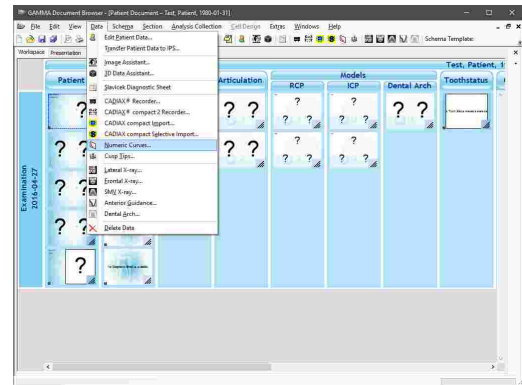 GAMMA Document Browser - [Patient Document - Test, Patient, 1980-01-31]
File Edit View Data Schema Section Analysis Collection Cell Design Extras Windows Help
Schema Template:
Workspace Presentation
Edit Patient Data...
Transfer Patient Data to IPS...
Image Assistant...
3D Data Assistant...
Slavicek Diagnostic Sheet
CADIAX® Recorder...
CADIAX® compact 2 Recorder...
CADIAX compact Import...
CADIAX compact Selective Import...
Numeric Curves...
Cusp Tips...
Lateral X-ray...
Frontal X-ray...
SMV X-ray...
Anterior Guidance...
Dental Arch...
Delete Data
Test, Patient, 1
Patient
Articulation
Models
RCP ICP Dental Arch
Toothstatus
? ? ? ? ? ? ? ? ?
? ? ? ? ? ? ?
? ?
? ?
?
Examination
2016-04-27